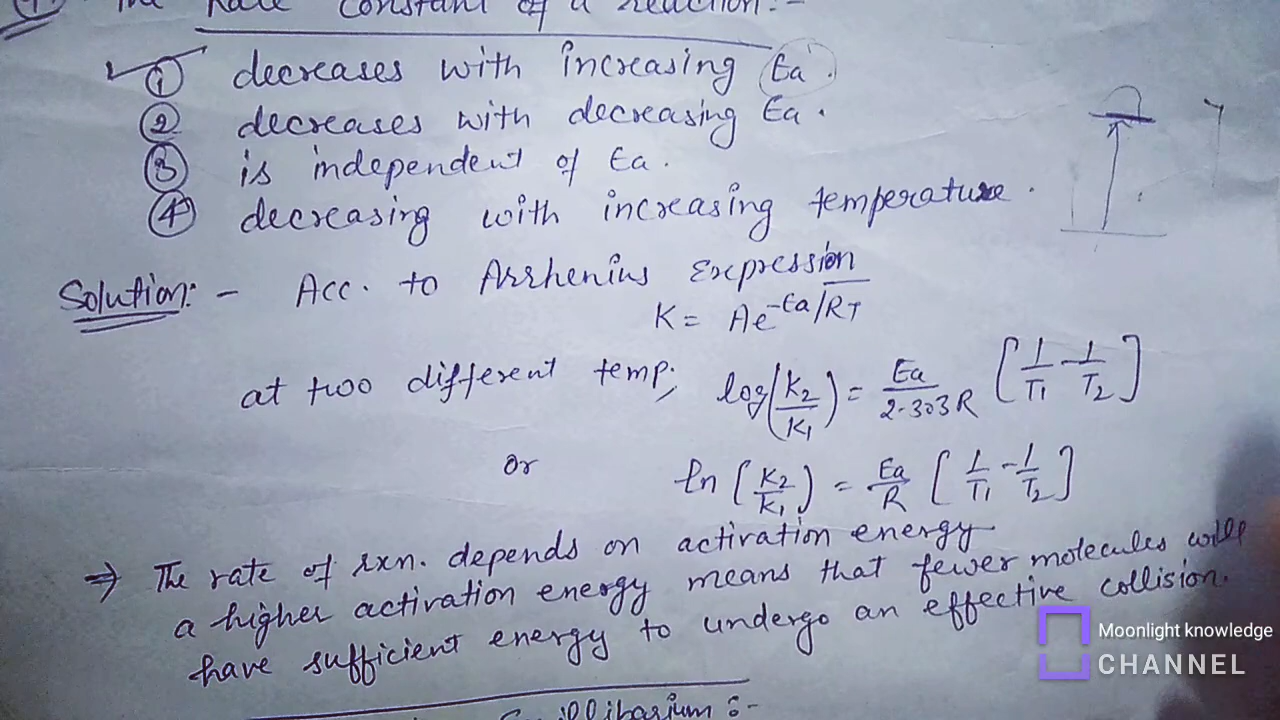 The Rate constant of a reaction:-
① decreases with increasing Ea.
② decreases with decreasing Ea.
③ is independent of Ea.
④ decreasing with increasing temperature.
Solution:- Acc. to Arrhenius Expression
K = Ae^-Ea/RT
at two different temp; log(K2/K1) = Ea/2.303R [1/T1 - 1/T2]
or ln (K2/K1) = Ea/R [1/T1 - 1/T2]
⇒ The rate of rxn. depends on activation energy
a higher activation energy means that fewer molecules will
have sufficient energy to undergo an effective collision.
Moonlight knowledge
CHANNEL